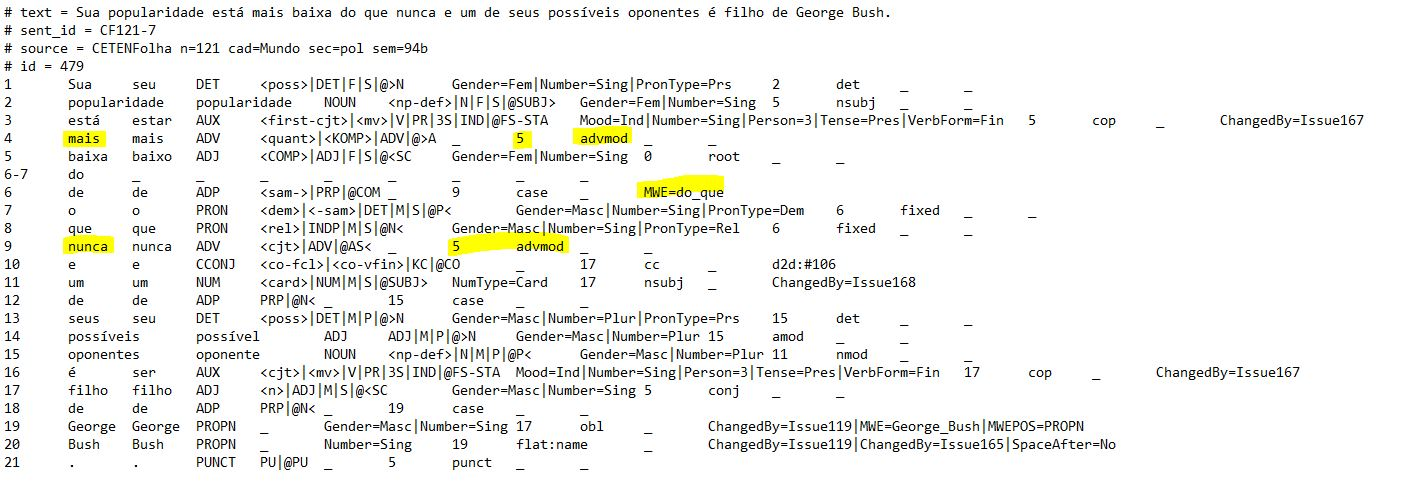 # text = Sua popularidade está mais baixa do que nunca e um de seus possíveis oponentes é filho de George Bush.
# sent_id = CF121-7
# source = CETENFolha n=121 cad=Mundo sec=pol sem=94b
# id = 479
1 Sua seu DET <poss>|DET|F|S|@>N Gender=Fem|Number=Sing|PronType=Prs 2 det _ _
2 popularidade popularidade NOUN <np-def>|N|F|S|@SUBJ> Gender=Fem|Number=Sing 5 nsubj _ _
3 está estar AUX <first-cjt>|<mv>|V|PR|3S|IND|@FS-STA Mood=Ind|Number=Sing|Person=3|Tense=Pres|VerbForm=Fin 5 cop _ ChangedBy=Issue167
4 mais mais ADV <quant>|<KOMP>|ADV|@>A _ 5 advmod _ _
5 baixa baixo ADJ <COMP>|ADJ|F|S|@<SC Gender=Fem|Number=Sing 0 root _ _
6-7 do _ _ _ _ _ _ _ _
6 de de ADP <sam->|PRP|@COM _ 9 case _ MWE=do_que
7 o o PRON <dem>|<-sam>|DET|M|S|@P< Gender=Masc|Number=Sing|PronType=Dem 6 fixed _ _
8 que que PRON <rel>|INDP|M|S|@N< Gender=Masc|Number=Sing|PronType=Rel 6 fixed _ _
9 nunca nunca ADV <cjt>|ADV|@AS< _ 5 advmod _ _
10 e e CCONJ <co-fcl>|<co-vfin>|KC|@CO _ 17 cc _ d2d:#106
11 um um NUM <card>|NUM|M|S|@SUBJ> NumType=Card 17 nsubj _ ChangedBy=Issue168
12 de de ADP PRP|@N< _ 15 case _ _
13 seus seu DET <poss>|DET|M|P|@>N Gender=Masc|Number=Plur|PronType=Prs 15 det _ _
14 possíveis possível ADJ ADJ|M|P|@>N Gender=Masc|Number=Plur 15 amod _ _
15 oponentes oponente NOUN <np-def>|N|M|P|@P< Gender=Masc|Number=Plur 11 nmod _ _
16 é ser AUX <cjt>|<mv>|V|PR|3S|IND|@FS-STA Mood=Ind|Number=Sing|Person=3|Tense=Pres|VerbForm=Fin 17 cop _ ChangedBy=Issue167
17 filho filho ADJ <n>|ADJ|M|S|@<SC Gender=Masc|Number=Sing 5 conj _ _
18 de de ADP PRP|@N< _ 19 case _ _
19 George George PROPN _ Gender=Masc|Number=Sing 17 obl _ ChangedBy=Issue119|MWE=George_Bush|MWEPOS=PROPN
20 Bush Bush PROPN _ Number=Sing 19 flat:name _ ChangedBy=Issue119|ChangedBy=Issue165|SpaceAfter=No
21 . . PUNCT PU|@PU _ 5 punct _ _